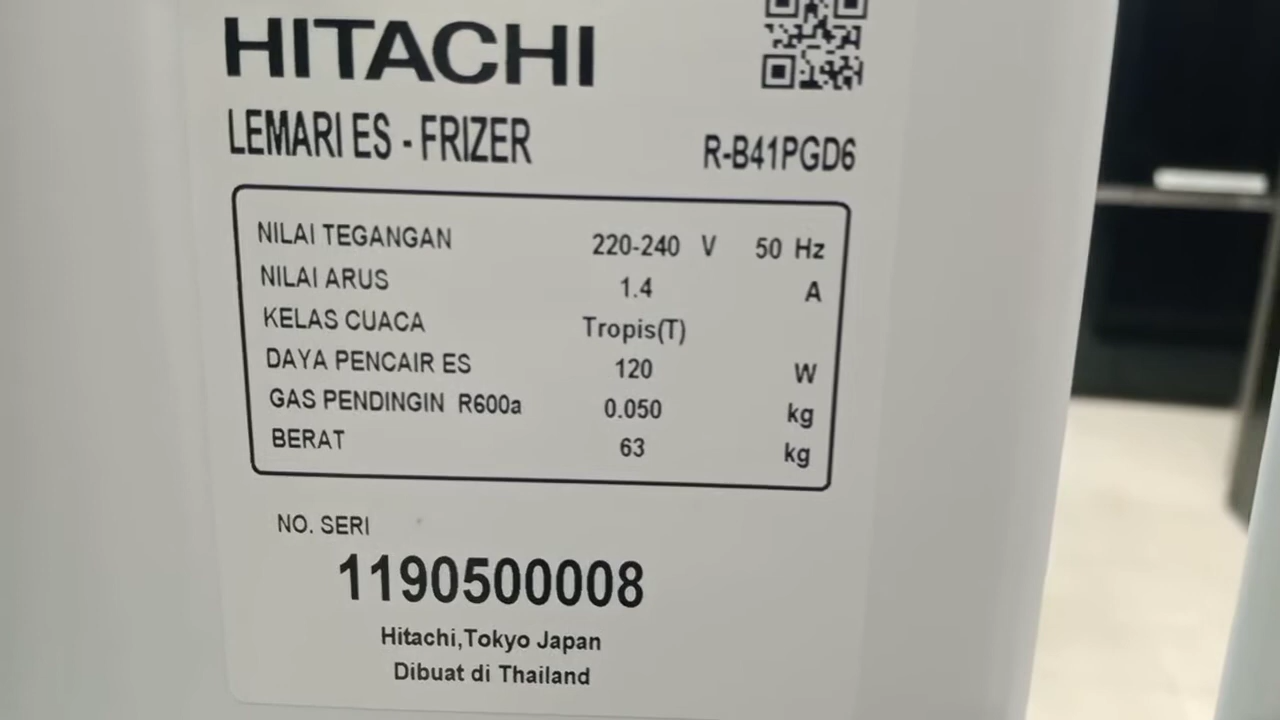 HITACHI
LEMARI ES - FRIZER R-B41PGD6
NILAI TEGANGAN 220-240 V 50 Hz
NILAI ARUS 1.4 A
KELAS CUACA Tropis(T)
DAYA PENCAIR ES 120 W
GAS PENDINGIN R600a 0.050 kg
BERAT 63 kg
NO. SERI
1190500008
Hitachi,Tokyo Japan
Dibuat di Thailand